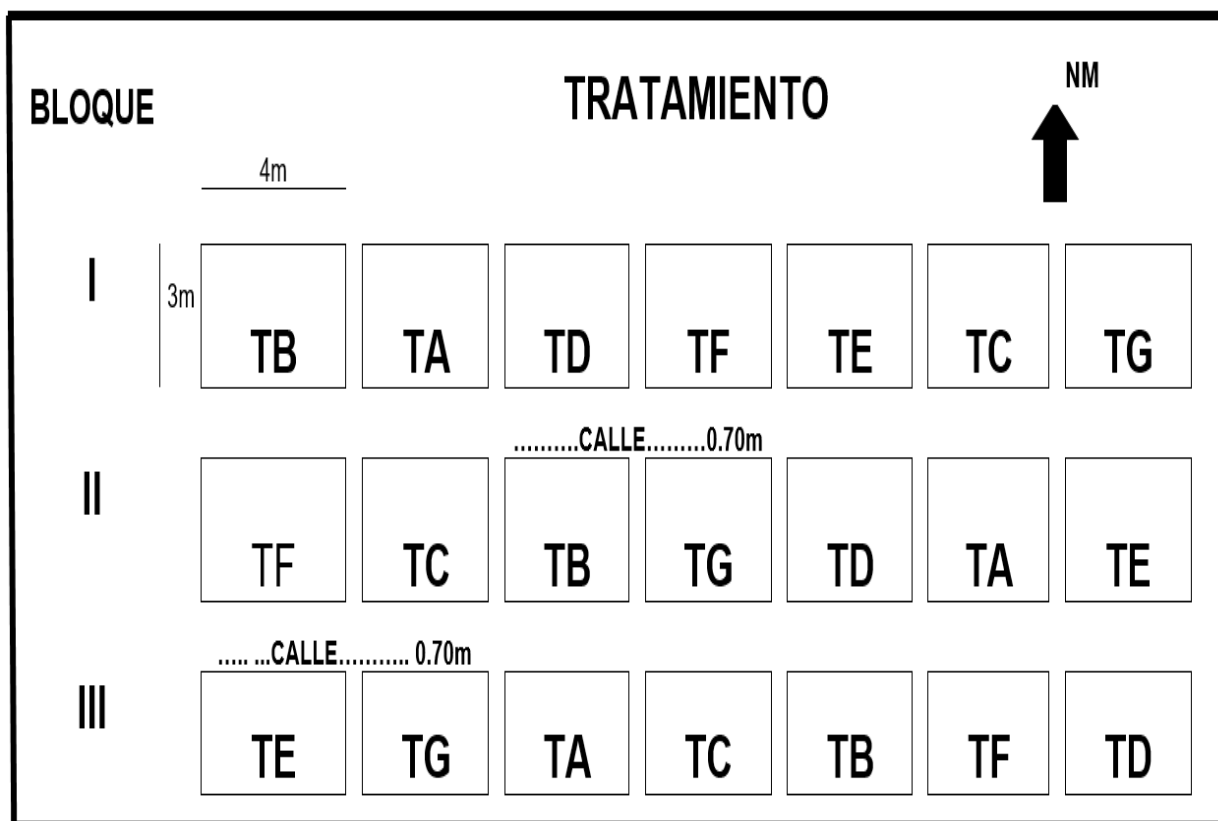 NM
BLOQUE TRATAMIENTO
4m
I 3m
TB TA TD TF TE TC TG
..........CALLE.........0.70m
II
TF TC TB TG TD TA TE
..... ...CALLE........... 0.70m
III
TE TG TA TC TB TF TD